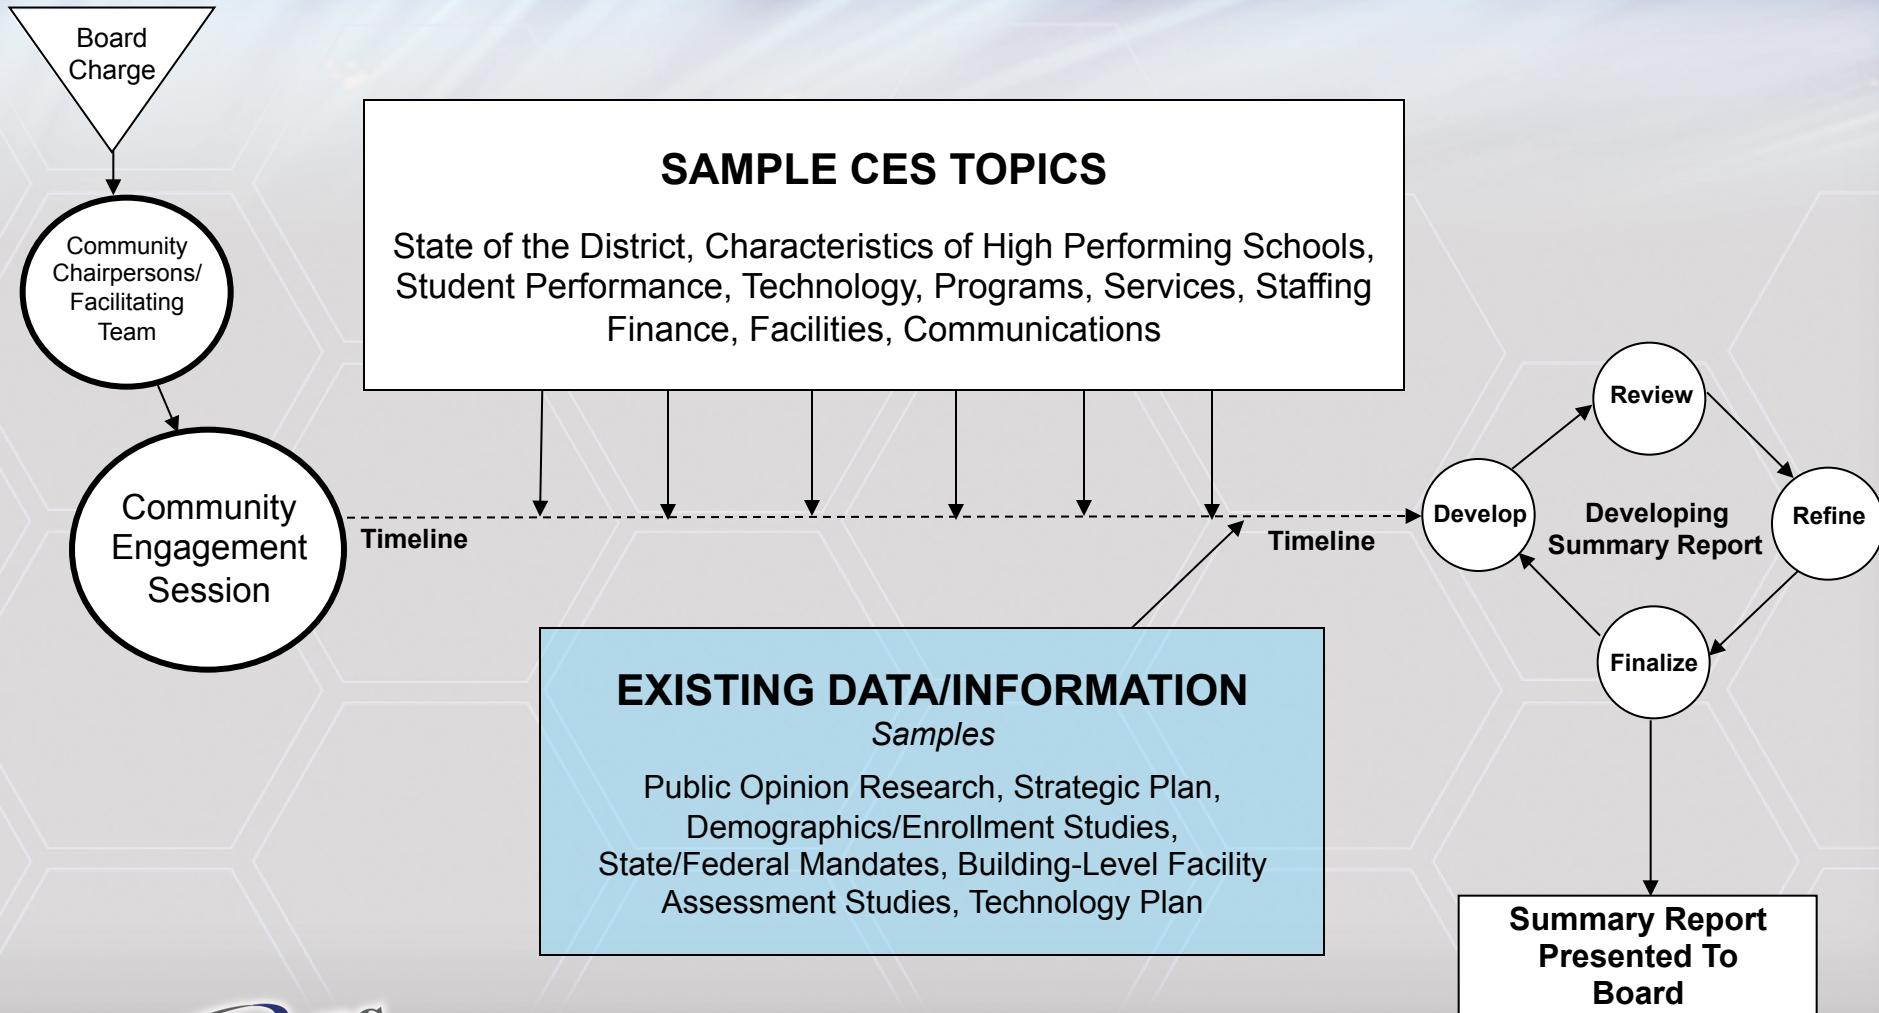 Board
Charge
Community
Chairpersons/
Facilitating
Team
Community
Engagement
Session
SAMPLE CES TOPICS
State of the District, Characteristics of High Performing Schools,
Student Performance, Technology, Programs, Services, Staffing
Finance, Facilities, Communications
Timeline
Timeline
EXISTING DATA/INFORMATION
Samples
Public Opinion Research, Strategic Plan,
Demographics/Enrollment Studies,
State/Federal Mandates, Building-Level Facility
Assessment Studies, Technology Plan
Review
Develop
Developing
Summary Report
Refine
Finalize
Summary Report
Presented To
Board